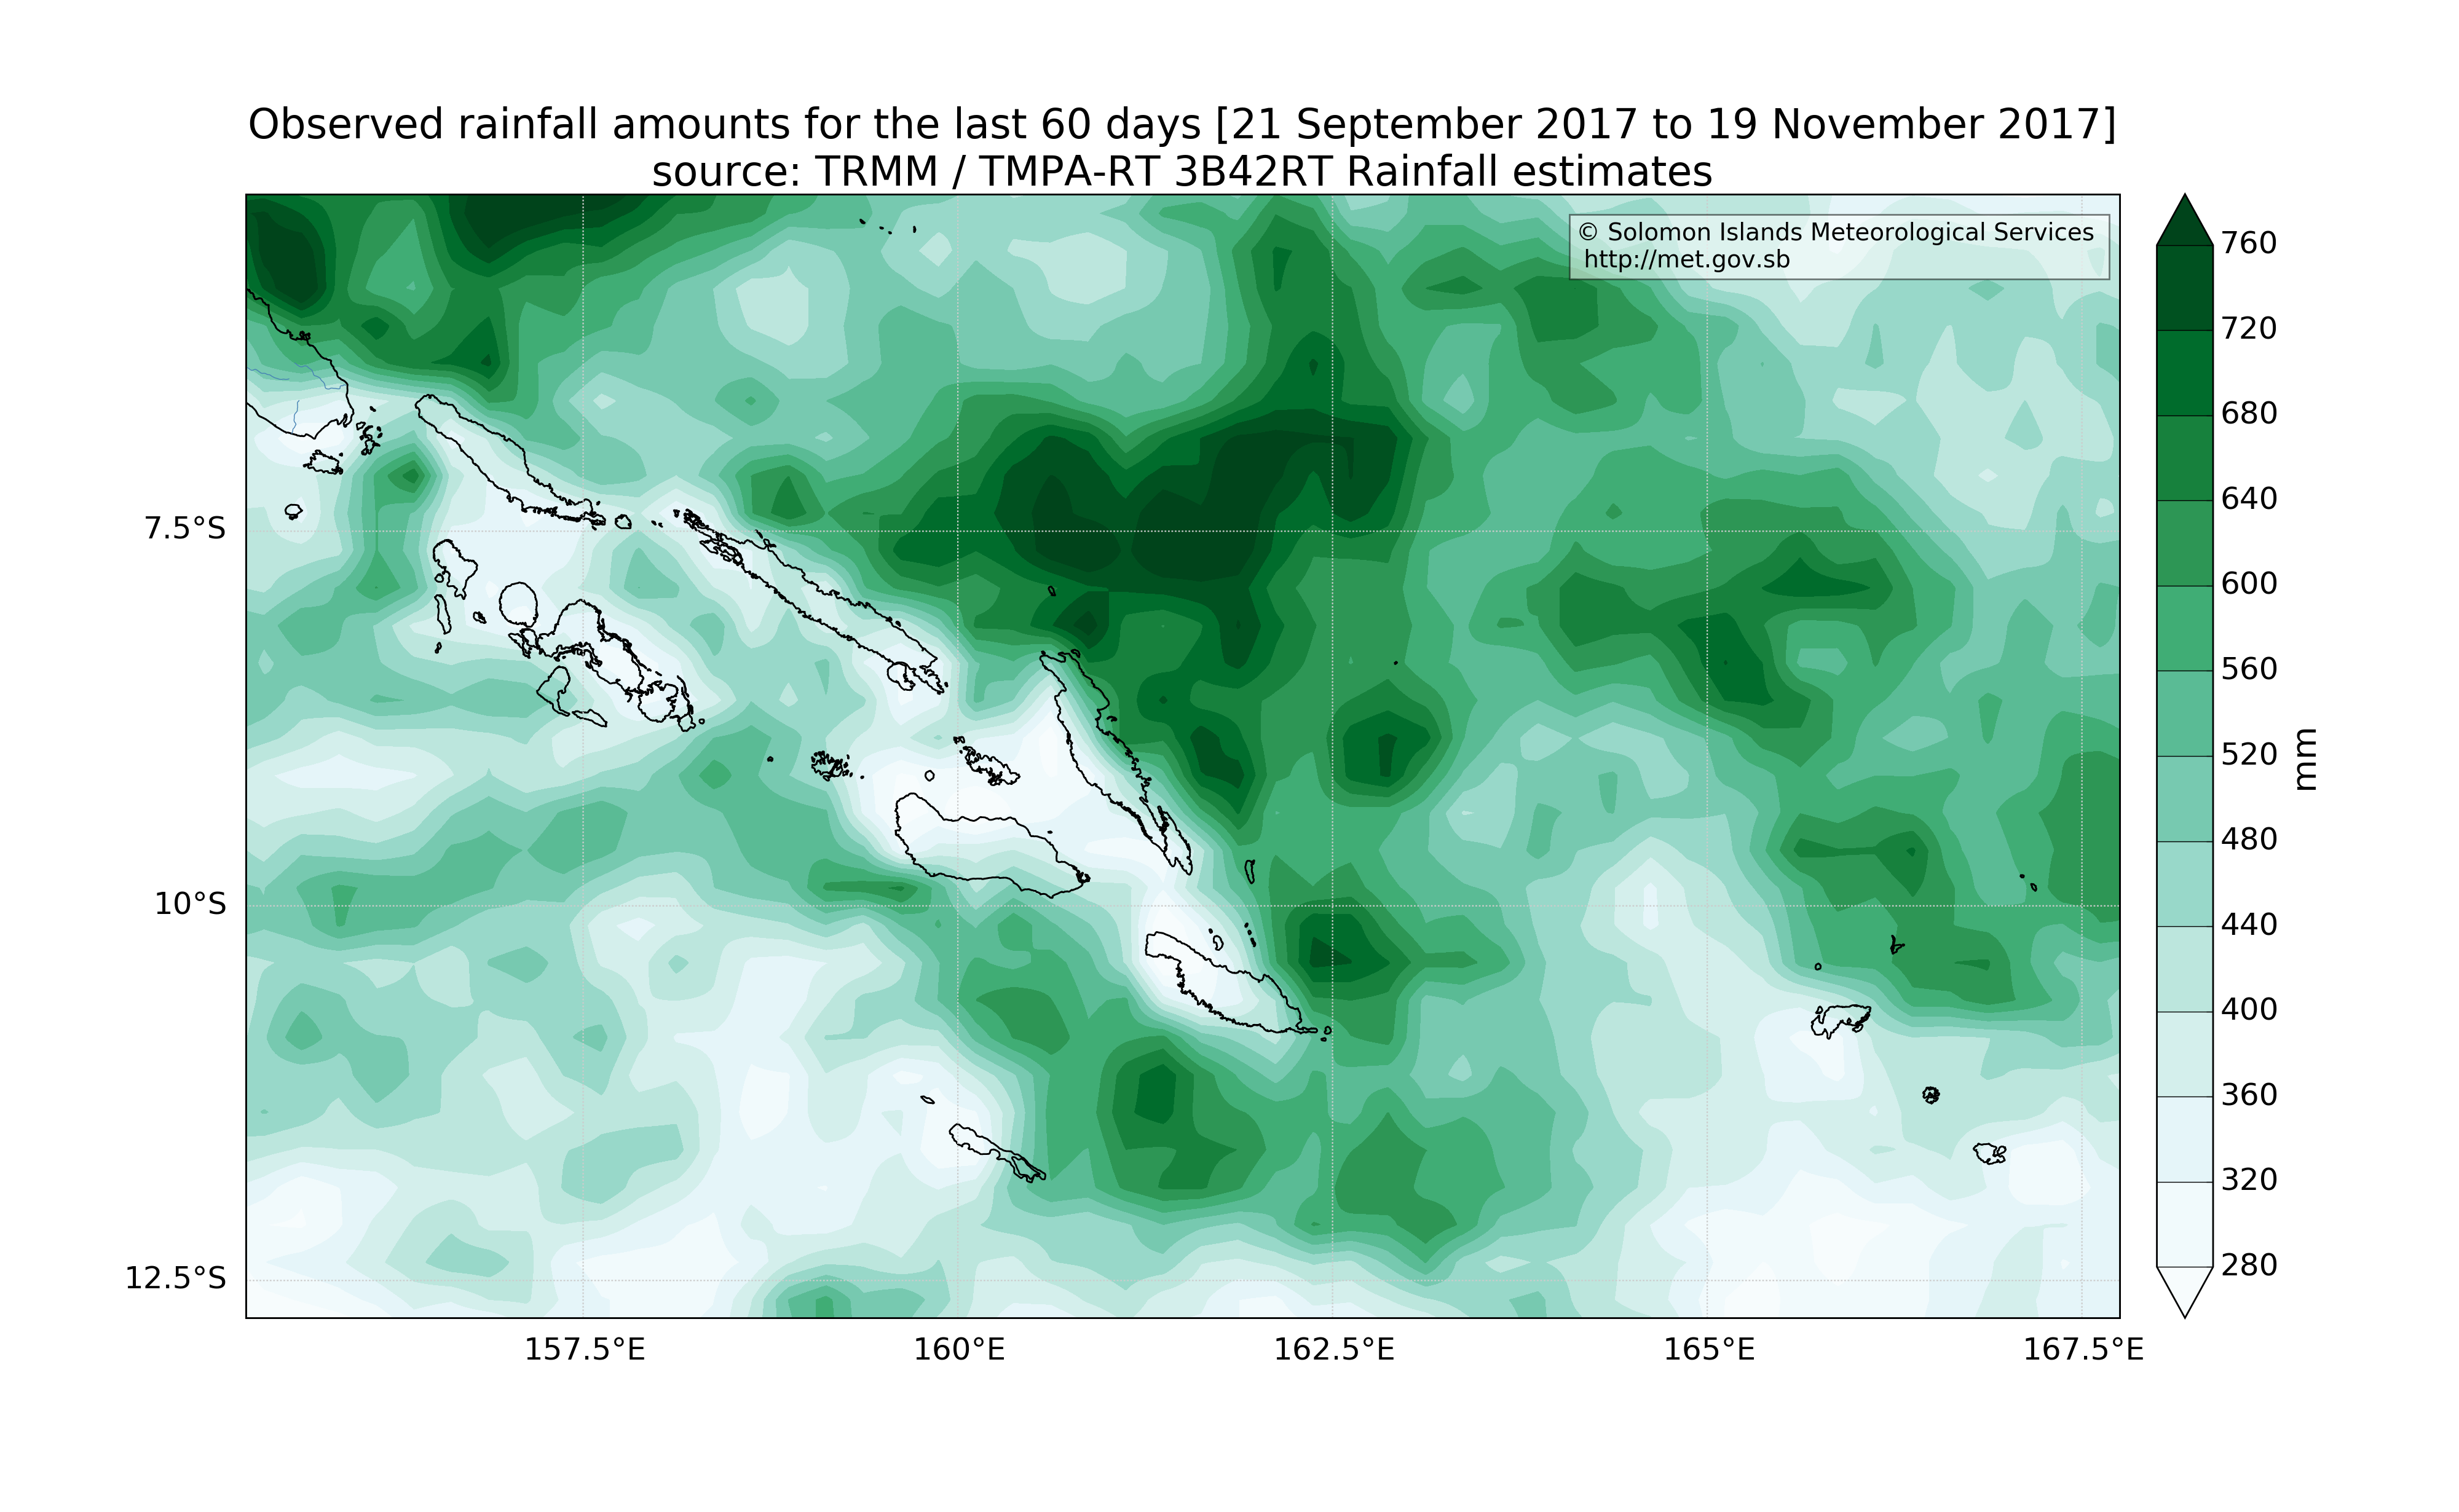 Observed rainfall amounts for the last 60 days [21 September 2017 to 19 November 2017]
source: TRMM / TMPA-RT 3B42RT Rainfall estimates
© Solomon Islands Meteorological Services
http://met.gov.sb
7.5°S
10°S
12.5°S
157.5°E
160°E
162.5°E
165°E
167.5°E
760
720
680
640
600
560
520
480
440
400
360
320
280
mm